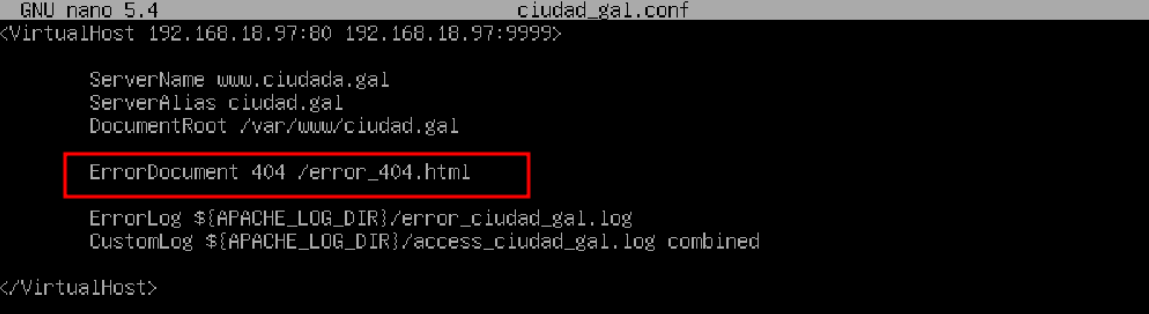 GNU nano 5.4 ciudad_gal.conf
<VirtualHost 192.168.18.97:80 192.168.18.97:9999>
ServerName www.ciudada.gal
ServerAlias ciudad.gal
DocumentRoot /var/www/ciudad.gal
ErrorDocument 404 /error_404.html
ErrorLog ${APACHE_LOG_DIR}/error_ciudad_gal.log
CustomLog ${APACHE_LOG_DIR}/access_ciudad_gal.log combined
</VirtualHost>